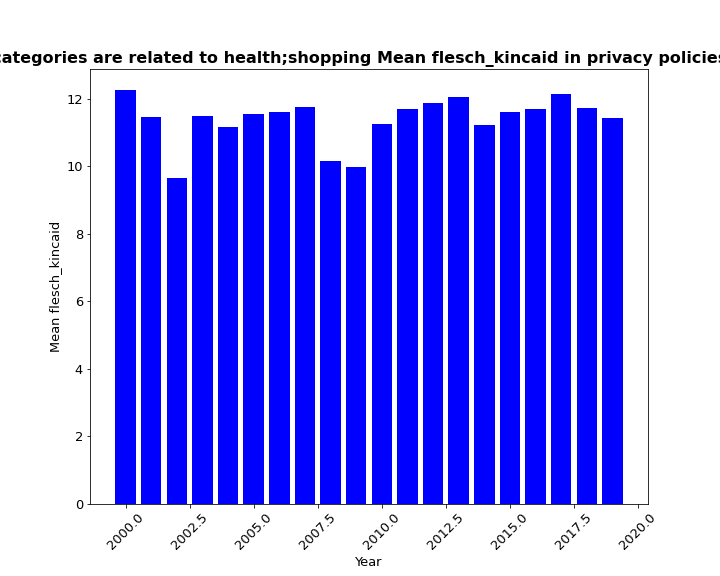 categories are related to health;shopping Mean flesch_kincaid in privacy policies
Mean flesch_kincaid
12
10
8
6
4
2
0
2000.0 2002.5 2005.0 2007.5 2010.0 2012.5 2015.0 2017.5 2020.0
Year